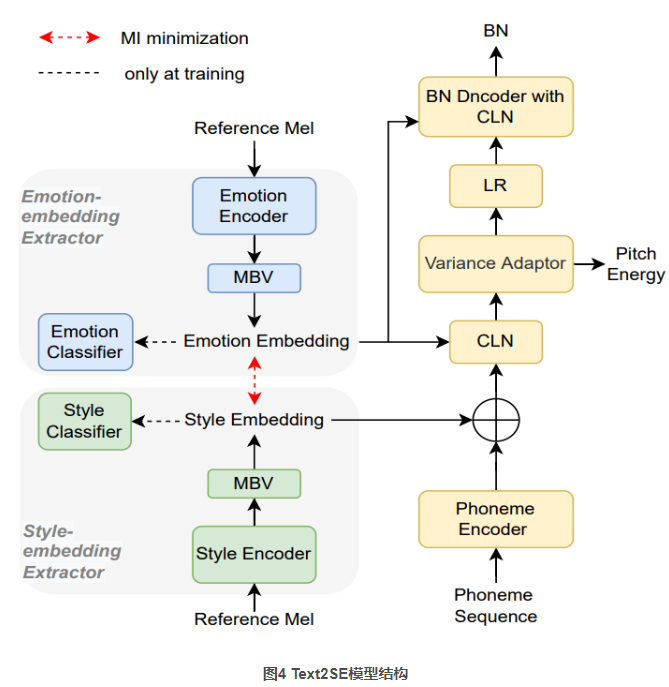 MI minimization
only at training
Reference Mel
Emotion-
embedding
Extractor
Emotion
Encoder
MBV
Emotion
Classifier
Emotion Embedding
Style
Classifier
Style Embedding
MBV
Style-
embedding
Extractor
Style Encoder
Reference Mel
BN
BN Dncoder with
CLN
LR
Variance Adaptor
Pitch
Energy
CLN
Phoneme
Encoder
Phoneme
Sequence
图4 Text2SE模型结构